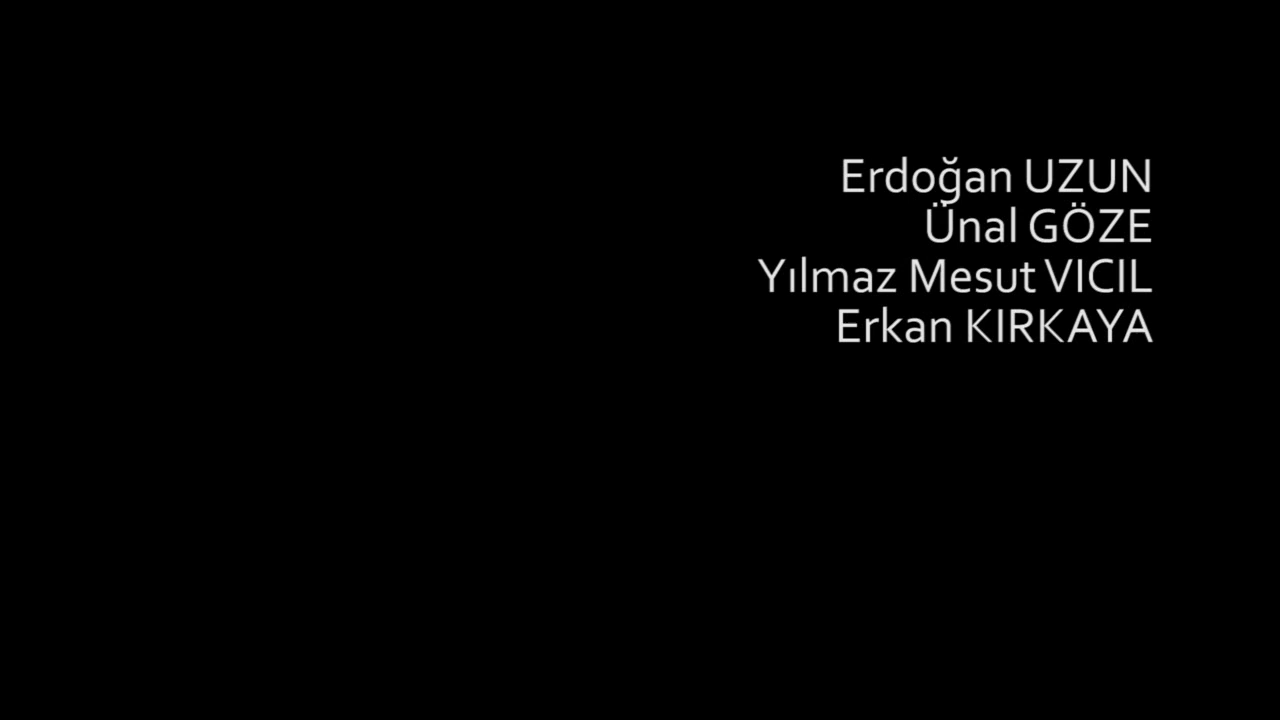 Erdoğan UZUN
Ünal GÖZE
Yılmaz Mesut VICIL
Erkan KIRKAYA